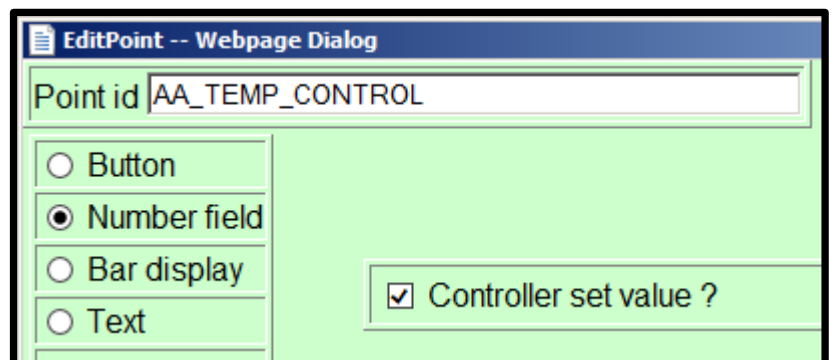 EditPoint -- Webpage Dialog
Point id AA_TEMP_CONTROL
Button
Number field
Bar display
Controller set value ?
Text